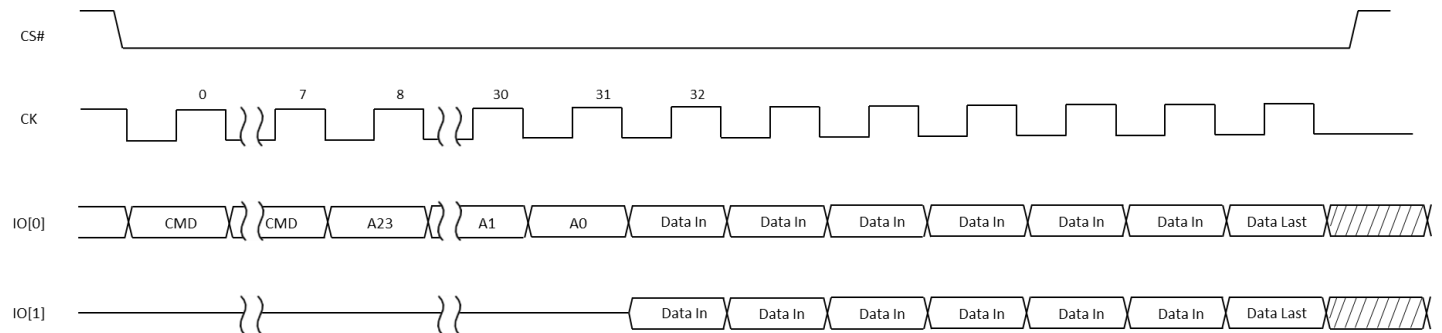 CS#
0 7 8 30 31 32
CK
IO[0] CMD CMD A23 A1 A0 Data In Data In Data In Data In Data In Data In Data Last
IO[1] Data In Data In Data In Data In Data In Data In Data Last